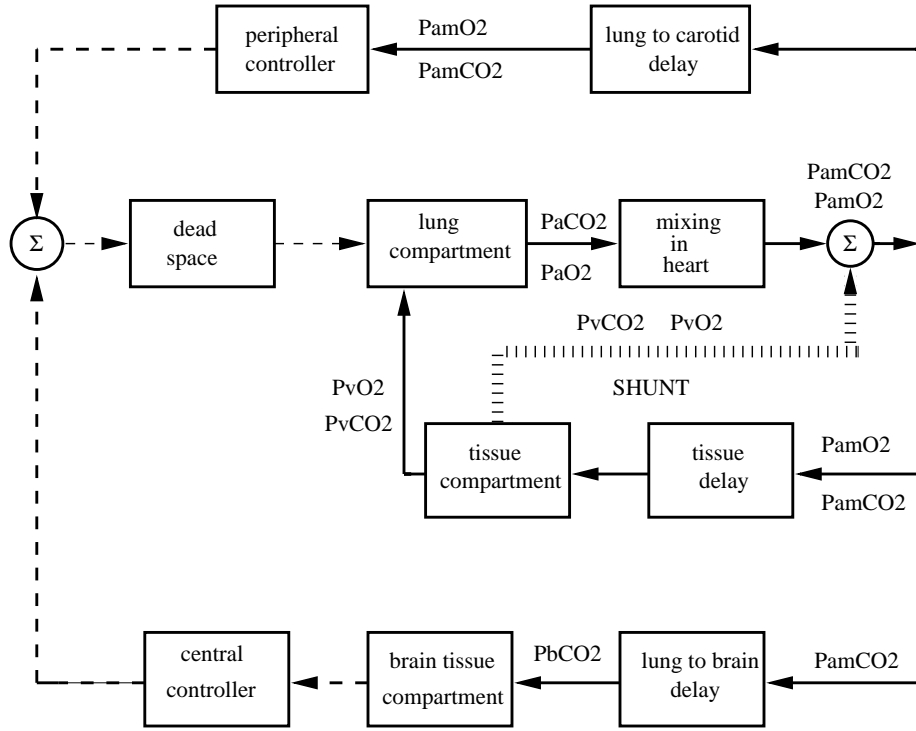 peripheral
controller
PamO2
PamCO2
lung to carotid
delay
Σ
dead
space
lung
compartment
PaCO2
PaO2
mixing
in
heart
PamCO2
PamO2
Σ
PvCO2 PvO2
SHUNT
PvO2
PvCO2
tissue
compartment
tissue
delay
PamO2
PamCO2
central
controller
brain tissue
compartment
PbCO2
lung to brain
delay
PamCO2